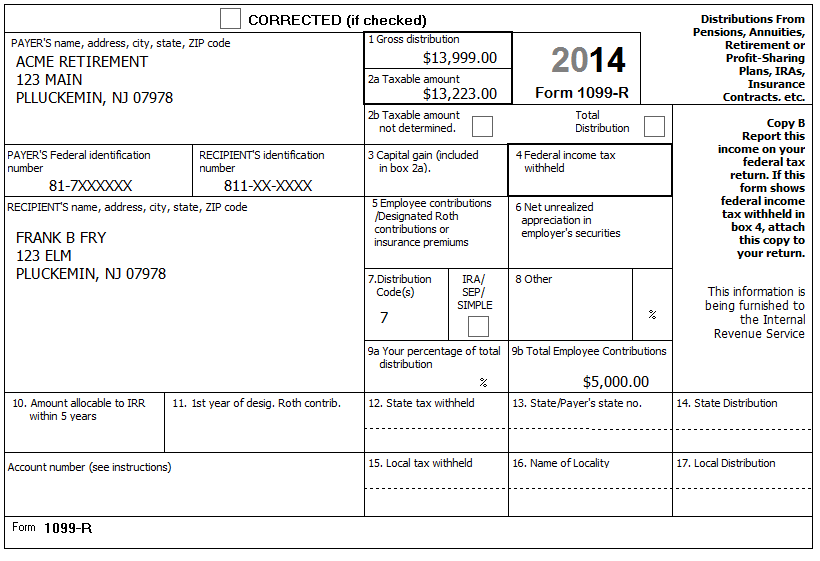 CORRECTED (if checked)
PAYER'S name, address, city, state, ZIP code
ACME RETIREMENT
123 MAIN
PLLUCKEMIN, NJ 07978
1 Gross distribution
$13,999.00
2a Taxable amount
$13,223.00
2014
Form 1099-R
Distributions From
Pensions, Annuities,
Retirement or
Profit-Sharing
Plans, IRAs,
Insurance
Contracts. etc.
2b Taxable amount
not determined.
Total
Distribution
Copy B
Report this
income on your
federal tax
return. If this
form shows
federal income
tax withheld in
box 4, attach
this copy to
your return.
This information is
being furnished to
the Internal
Revenue Service
PAYER'S Federal identification
number
81-7XXXXXX
RECIPIENT'S identification
number
811-XX-XXXX
3 Capital gain (included
in box 2a).
4 Federal income tax
withheld
RECIPIENT'S name, address, city, state, ZIP code
FRANK B FRY
123 ELM
PLUCKEMIN, NJ 07978
5 Employee contributions
/Designated Roth
contributions or
insurance premiums
6 Net unrealized
appreciation in
employer's securities
7.Distribution
Code(s)
7
IRA/
SEP/
SIMPLE
8 Other
%
9a Your percentage of total
distribution
%
9b Total Employee Contributions
$5,000.00
10. Amount allocable to IRR
within 5 years
11. 1st year of desig. Roth contrib.
12. State tax withheld
13. State/Payer's state no.
14. State Distribution
Account number (see instructions)
15. Local tax withheld
16. Name of Locality
17. Local Distribution
Form 1099-R